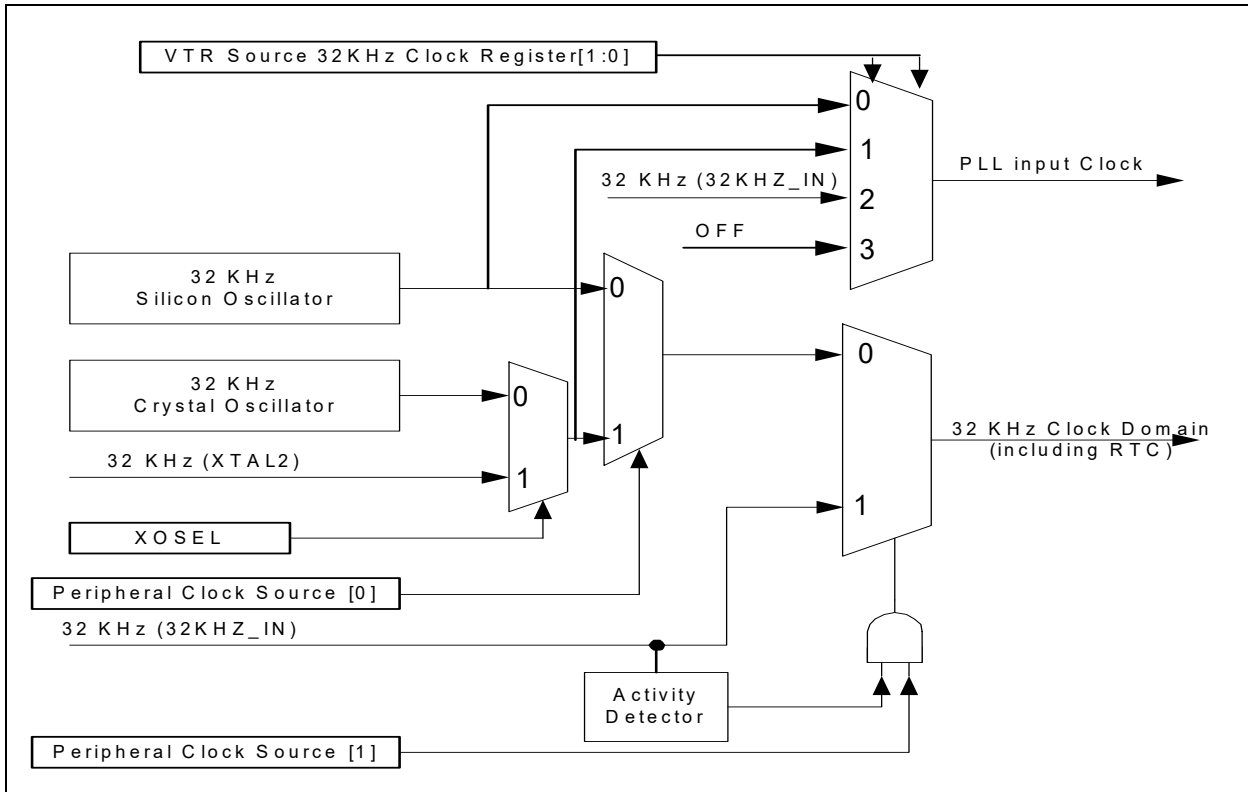 VTR Source 32KHz Clock Register[1:0]
0
1
32 KHz (32KHZ_IN)
2
OFF
3
PLL input Clock
32 KHz
Silicon Oscillator
0
1
32 KHz
Crystal Oscillator
0
32 KHz (XTAL2)
1
XOSEL
0
1
32 KHz Clock Domain
(including RTC)
Peripheral Clock Source [0]
32 KHz (32KHZ_IN)
Activity
Detector
Peripheral Clock Source [1]